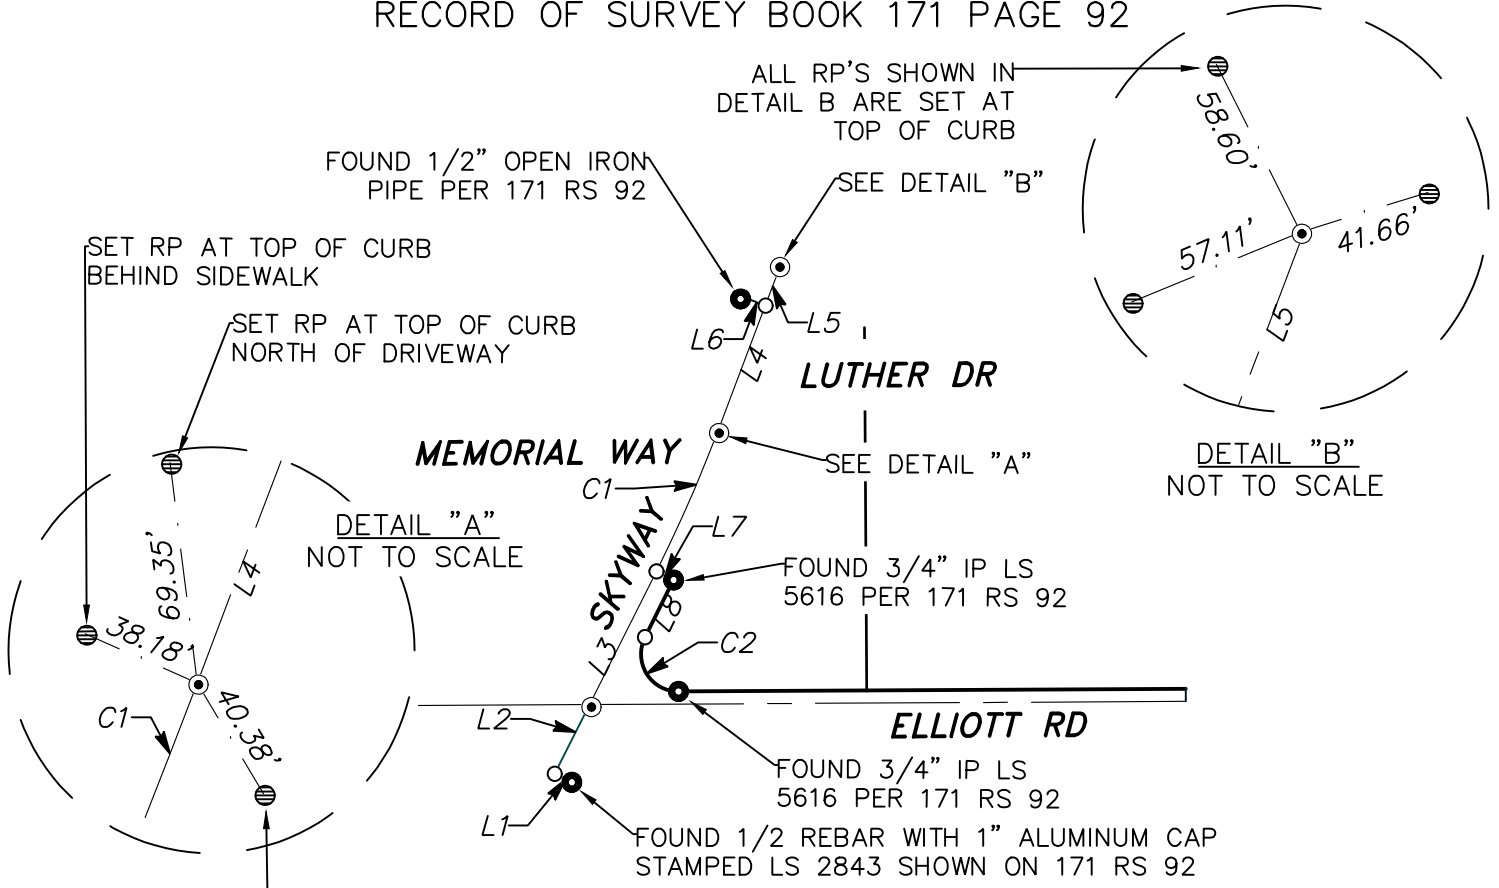 RECORD OF SURVEY BOOK 171 PAGE 92
ALL RP'S SHOWN IN
DETAIL B ARE SET AT
TOP OF CURB
58.60'
57.11'
41.66'
L5
DETAIL "B"
NOT TO SCALE
FOUND 1/2" OPEN IRON
PIPE PER 171 RS 92
SEE DETAIL "B"
SET RP AT TOP OF CURB
BEHIND SIDEWALK
SET RP AT TOP OF CURB
NORTH OF DRIVEWAY
L6
L5
L4
LUTHER DR
MEMORIAL WAY
SEE DETAIL "A"
C1
DETAIL "A"
NOT TO SCALE
69.35'
L4
38.18'
40.38'
C1
SKYWAY
L7
FOUND 3/4" IP LS
5616 PER 171 RS 92
L8
C2
L3
L2
ELLIOTT RD
FOUND 3/4" IP LS
5616 PER 171 RS 92
L1
FOUND 1/2 REBAR WITH 1" ALUMINUM CAP
STAMPED LS 2843 SHOWN ON 171 RS 92